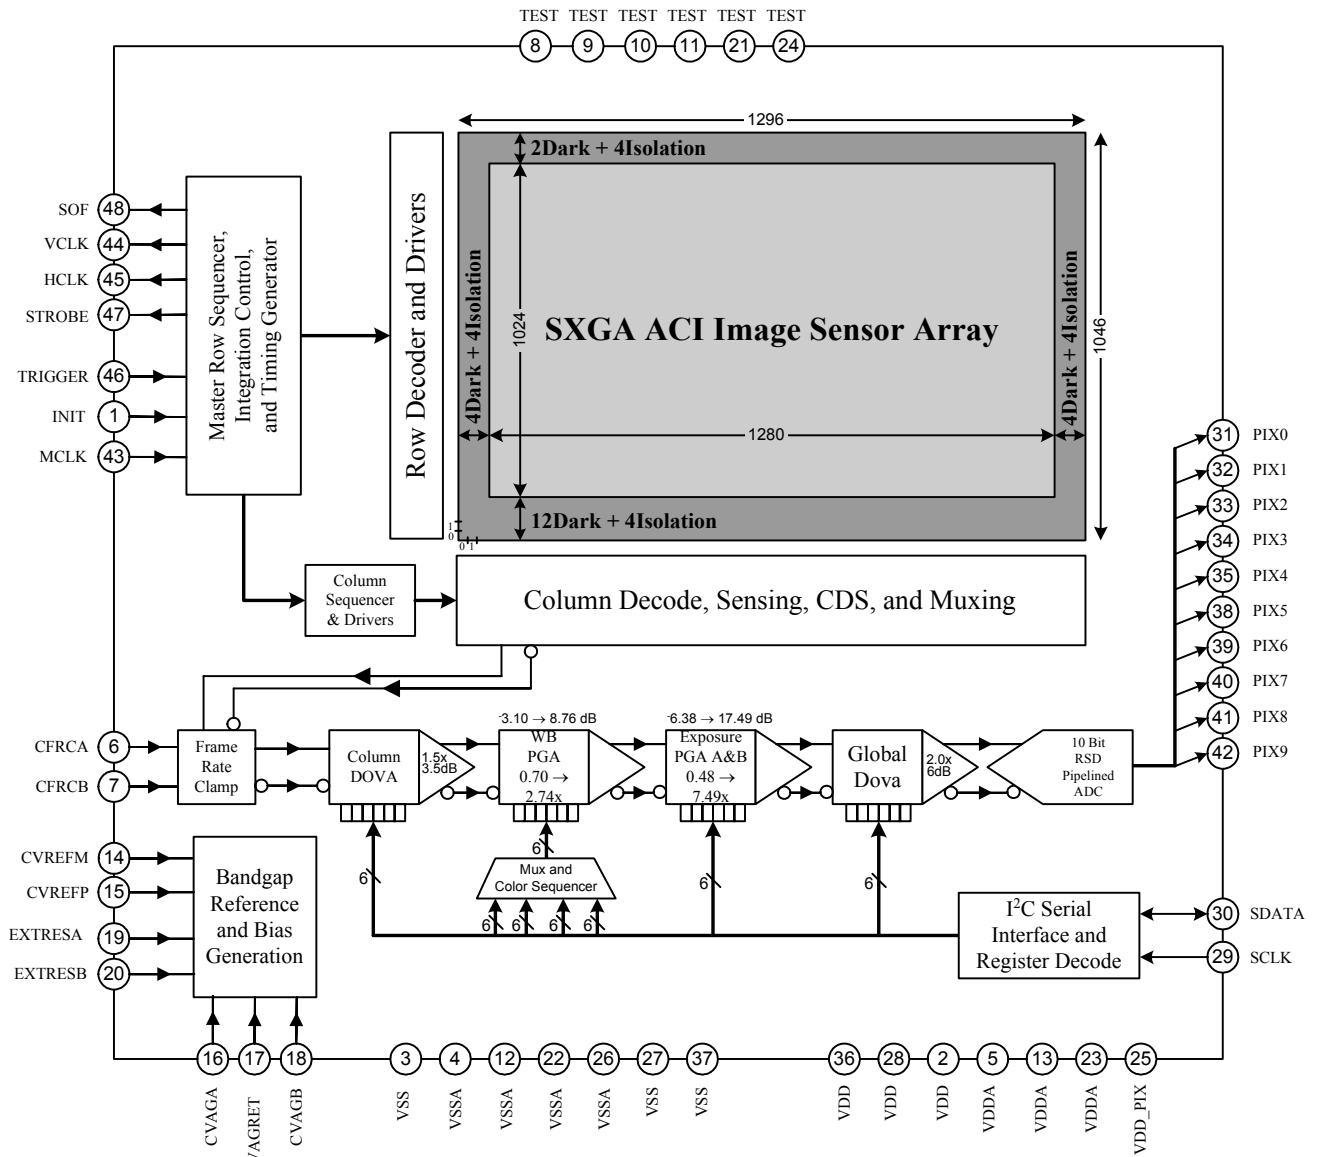 TEST TEST TEST TEST TEST TEST
8 9 10 11 21 24
1296
2Dark + 4Isolation
SOF 48
VCLK 44
HCLK 45
STROBE 47
TRIGGER 46
INIT 1
MCLK 43
Master Row Sequencer,
Integration Control,
and Timing Generator
Row Decoder and Drivers
4Dark + 4Isolation
1024
SXGA ACI Image Sensor Array
4Dark + 4Isolation
1046
1280
12Dark + 4Isolation
1
0
0 1
31 PIX0
32 PIX1
33 PIX2
34 PIX3
35 PIX4
38 PIX5
39 PIX6
40 PIX7
41 PIX8
42 PIX9
Column
Sequencer
& Drivers
Column Decode, Sensing, CDS, and Muxing
CFRCA 6
CFRCB 7
Frame
Rate
Clamp
Column
DOVA
1.5x
3.5dB
-3.10 → 8.76 dB
WB
PGA
0.70 →
2.74x
-6.38 → 17.49 dB
Exposure
PGA A&B
0.48 →
7.49x
Global
Dova
2.0x
6dB
10 Bit
RSD
Pipelined
ADC
CVREFM 14
CVREFP 15
EXTRESA 19
EXTRESB 20
Bandgap
Reference
and Bias
Generation
6
6
Mux and
Color Sequencer
6 6 6 6
6
6
I²C Serial
Interface and
Register Decode
30 SDATA
29 SCLK
16 17 18 3 4 12 22 26 27 37 36 28 2 5 13 23 25
CVAGA
VAGRET
CVAGB
VSS
VSSA
VSSA
VSSA
VSSA
VSS
VSS
VDD
VDD
VDD
VDDA
VDDA
VDDA
VDD_PIX